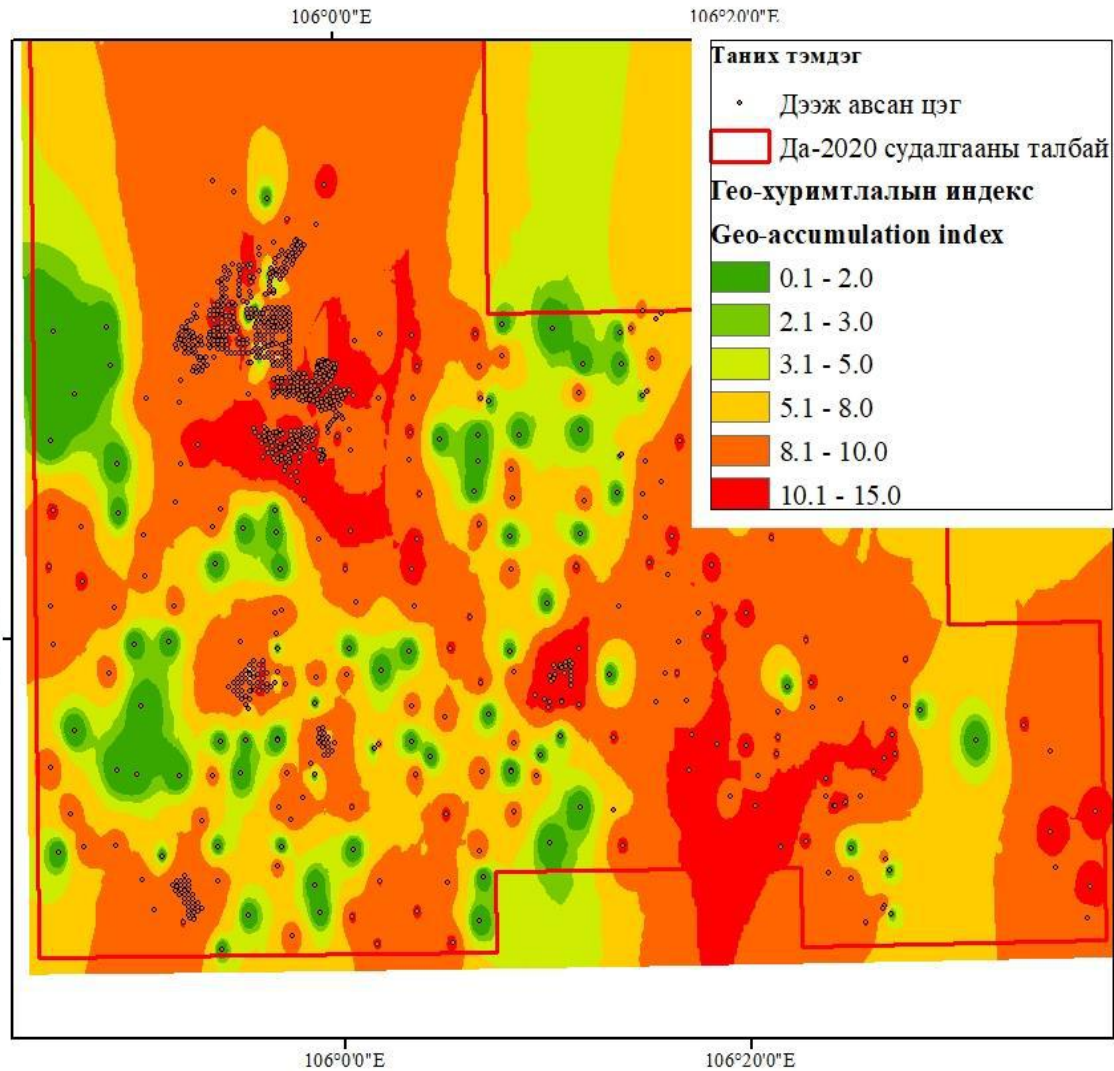 106°0'0"E
106°20'0"E
Таних тэмдэг
Дээж авсан цэг
Да-2020 судалгааны талбай
Гео-хуримтлалын индекс
Geo-accumulation index
0.1 - 2.0
2.1 - 3.0
3.1 - 5.0
5.1 - 8.0
8.1 - 10.0
10.1 - 15.0
106°0'0"E
106°20'0"E